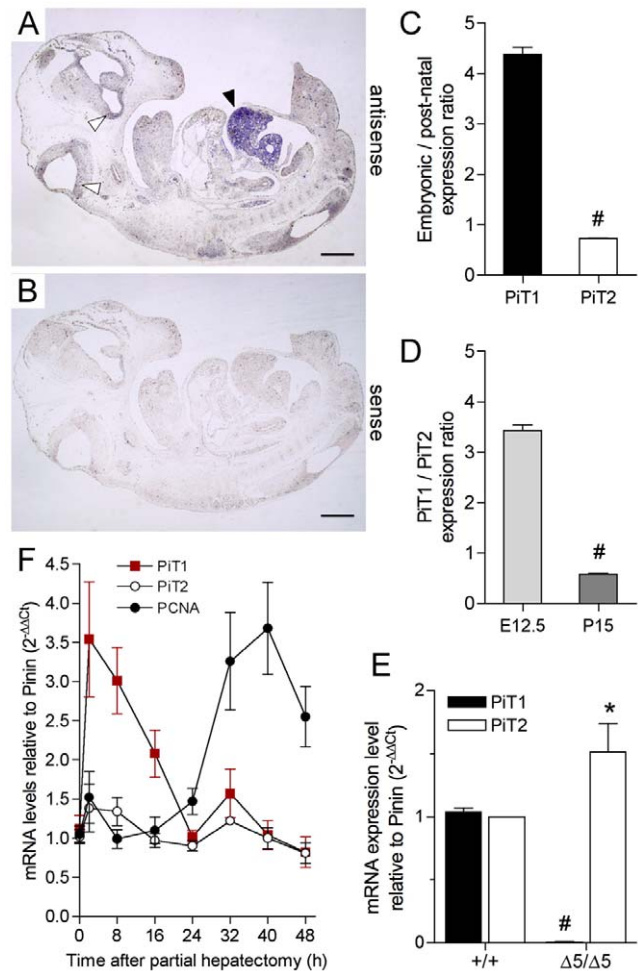 A
antisense
B
sense
C
Embryonic / post-natal
expression ratio
5
4
3
2
1
0
PiT1
PiT2
#
D
PiT1 / PiT2
expression ratio
5
4
3
2
1
0
E12.5
P15
#
F
PiT1
PiT2
PCNA
mRNA levels relative to Pinin (2-ΔΔCt)
4.5
4.0
3.5
3.0
2.5
2.0
1.5
1.0
0.5
0.0
0
8
16
24
32
40
48
Time after partial hepatectomy (h)
E
PiT1
PiT2
mRNA expression level
relative to Pinin (2-ΔΔCt)
2
1
0
#
*
+/+
Δ5/Δ5